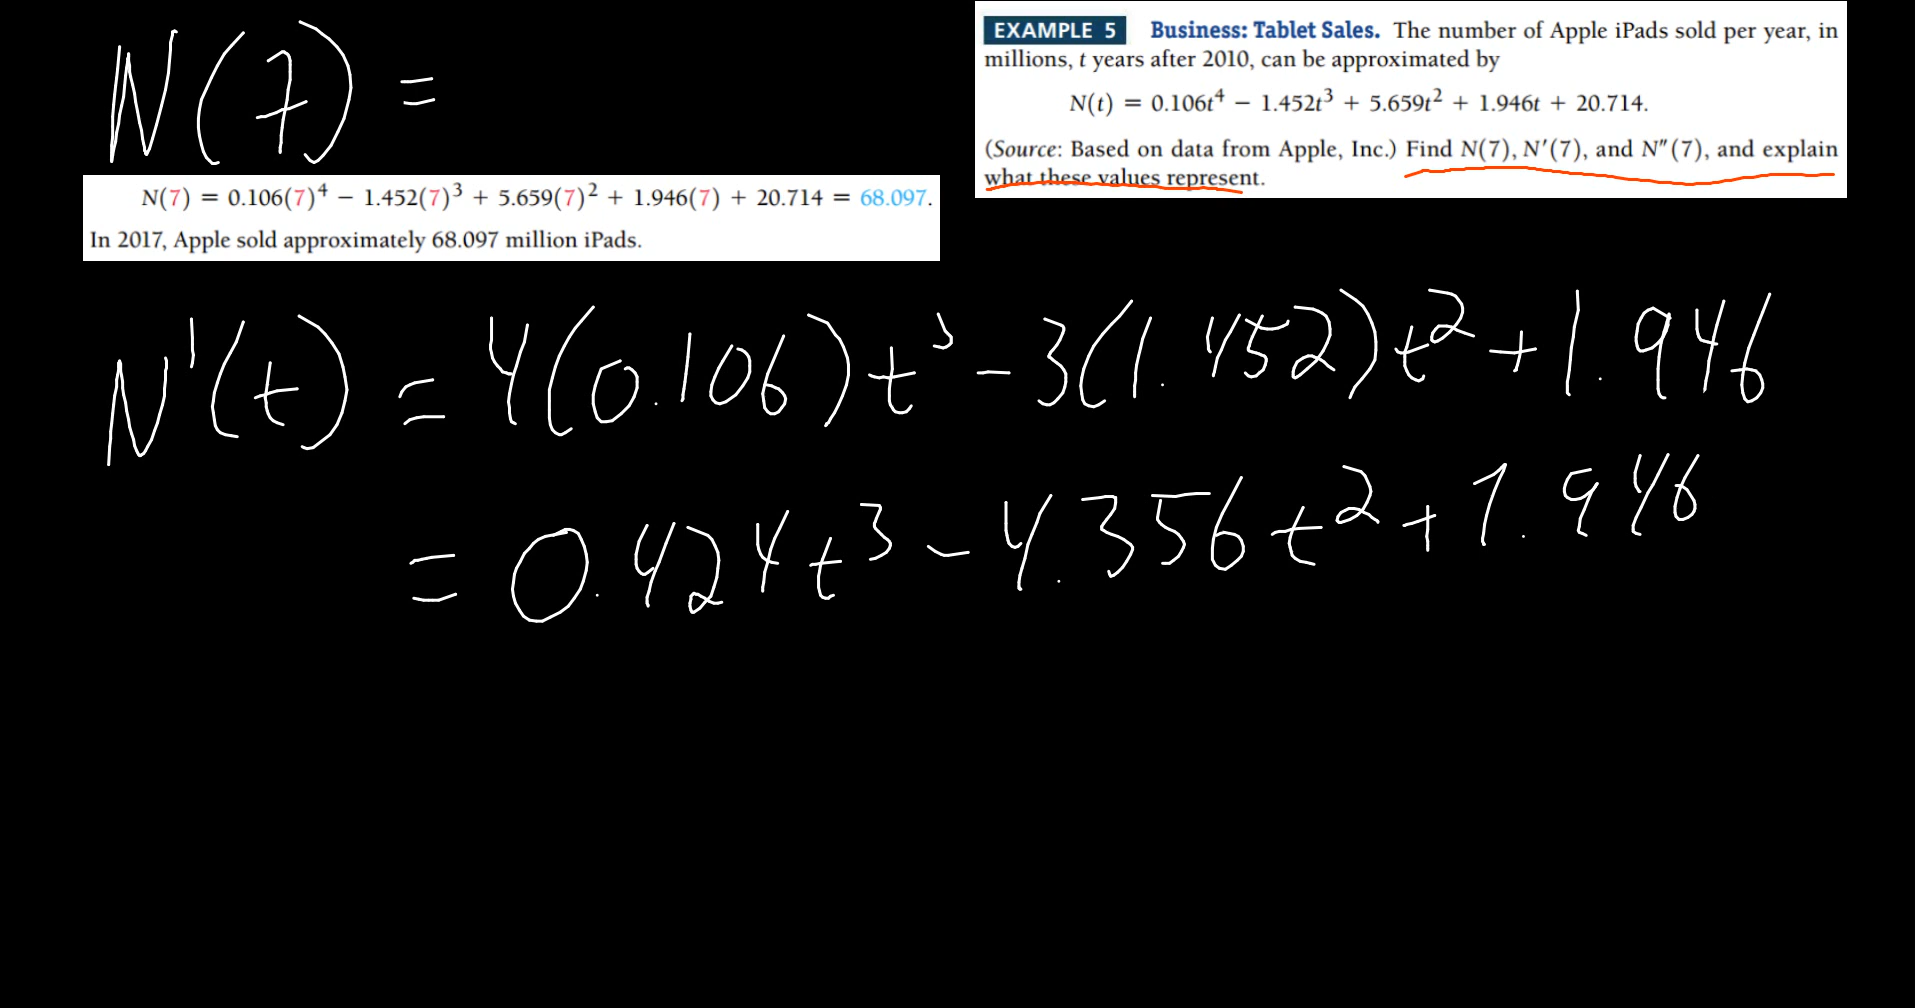 N(7) =
EXAMPLE 5 Business: Tablet Sales. The number of Apple iPads sold per year, in
millions, t years after 2010, can be approximated by
N(t) = 0.106t⁴ − 1.452t³ + 5.659t² + 1.946t + 20.714.
(Source: Based on data from Apple, Inc.) Find N(7), N′(7), and N″(7), and explain
what these values represent.
N(7) = 0.106(7)⁴ − 1.452(7)³ + 5.659(7)² + 1.946(7) + 20.714 = 68.097.
In 2017, Apple sold approximately 68.097 million iPads.
N'(t) = 4(0.106)t³ - 3(1.452)t² + 1.946
= 0.424t³ - 4.356t² + 1.946